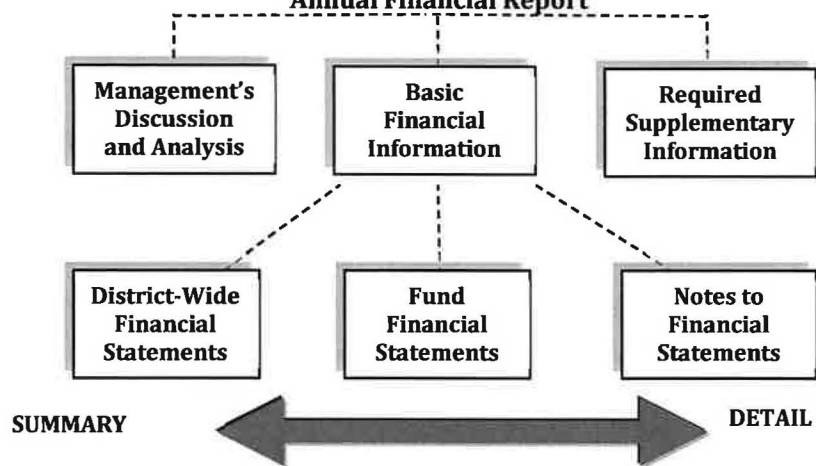 Annual Financial Report
Management's
Discussion
and Analysis
Basic
Financial
Information
Required
Supplementary
Information
District-Wide
Financial
Statements
Fund
Financial
Statements
Notes to
Financial
Statements
SUMMARY
DETAIL